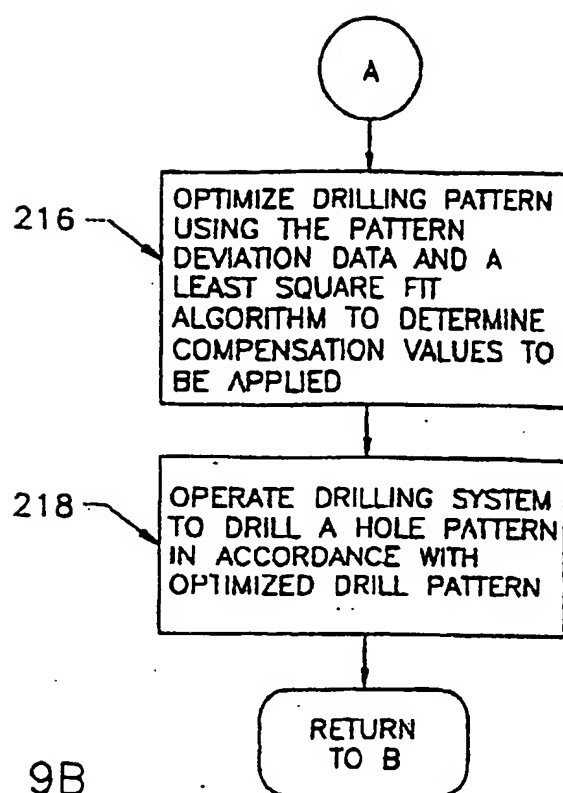 A
216
OPTIMIZE DRILLING PATTERN
USING THE PATTERN
DEVIATION DATA AND A
LEAST SQUARE FIT
ALGORITHM TO DETERMINE
COMPENSATION VALUES TO
BE APPLIED
218
OPERATE DRILLING SYSTEM
TO DRILL A HOLE PATTERN
IN ACCORDANCE WITH
OPTIMIZED DRILL PATTERN
RETURN
TO B
9B